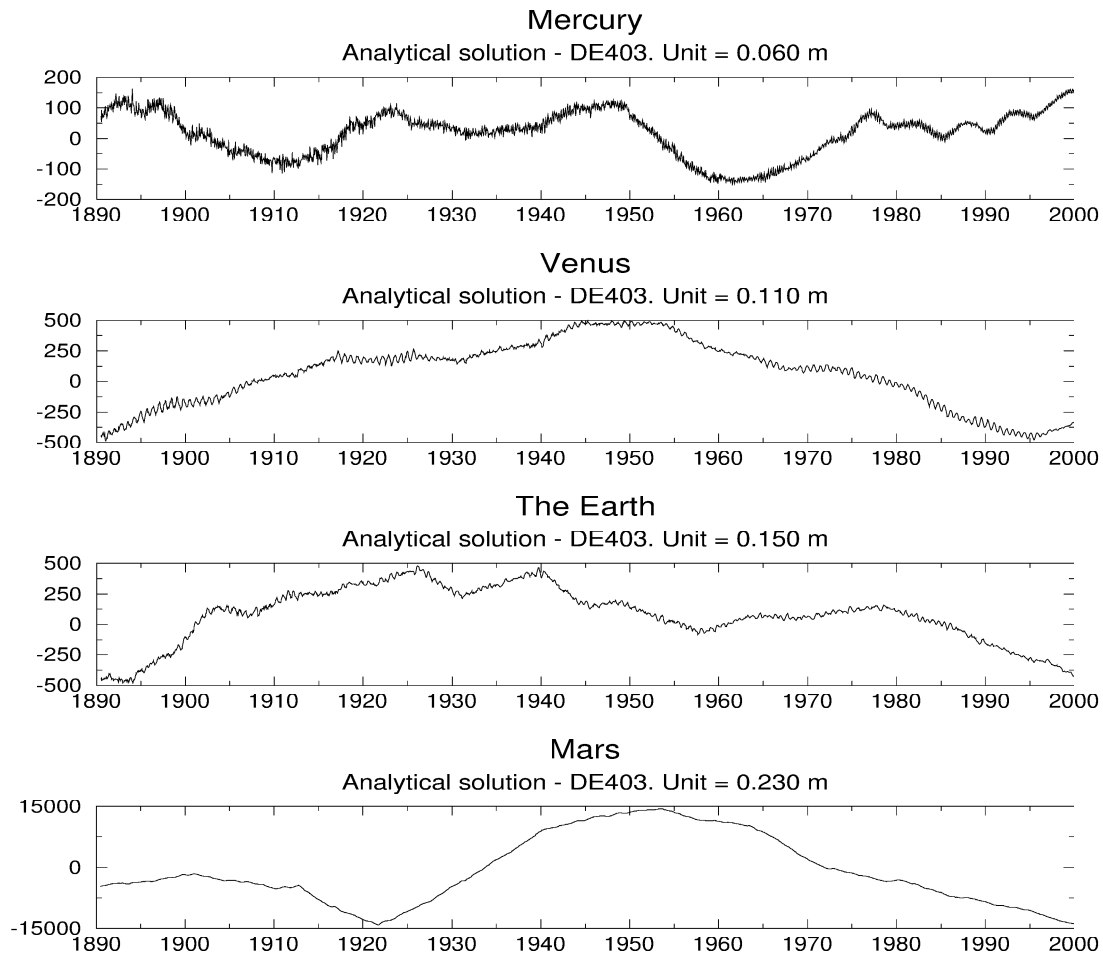 Mercury
Analytical solution - DE403. Unit = 0.060 m
200
100
0
-100
-200
1890 1900 1910 1920 1930 1940 1950 1960 1970 1980 1990 2000
Venus
Analytical solution - DE403. Unit = 0.110 m
500
250
0
-250
-500
1890 1900 1910 1920 1930 1940 1950 1960 1970 1980 1990 2000
The Earth
Analytical solution - DE403. Unit = 0.150 m
500
250
0
-250
-500
1890 1900 1910 1920 1930 1940 1950 1960 1970 1980 1990 2000
Mars
Analytical solution - DE403. Unit = 0.230 m
15000
0
-15000
1890 1900 1910 1920 1930 1940 1950 1960 1970 1980 1990 2000